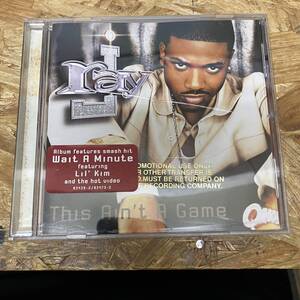 Ray J
Album features smash hit
Wait A Minute
featuring
Lil' Kim
and the hot video
OMOTIONAL USE ONLY
R OTHER TRANSFER IS
D MUST BE RETURNED ON
F RECORDING COMPANY.
This Ain't A Game